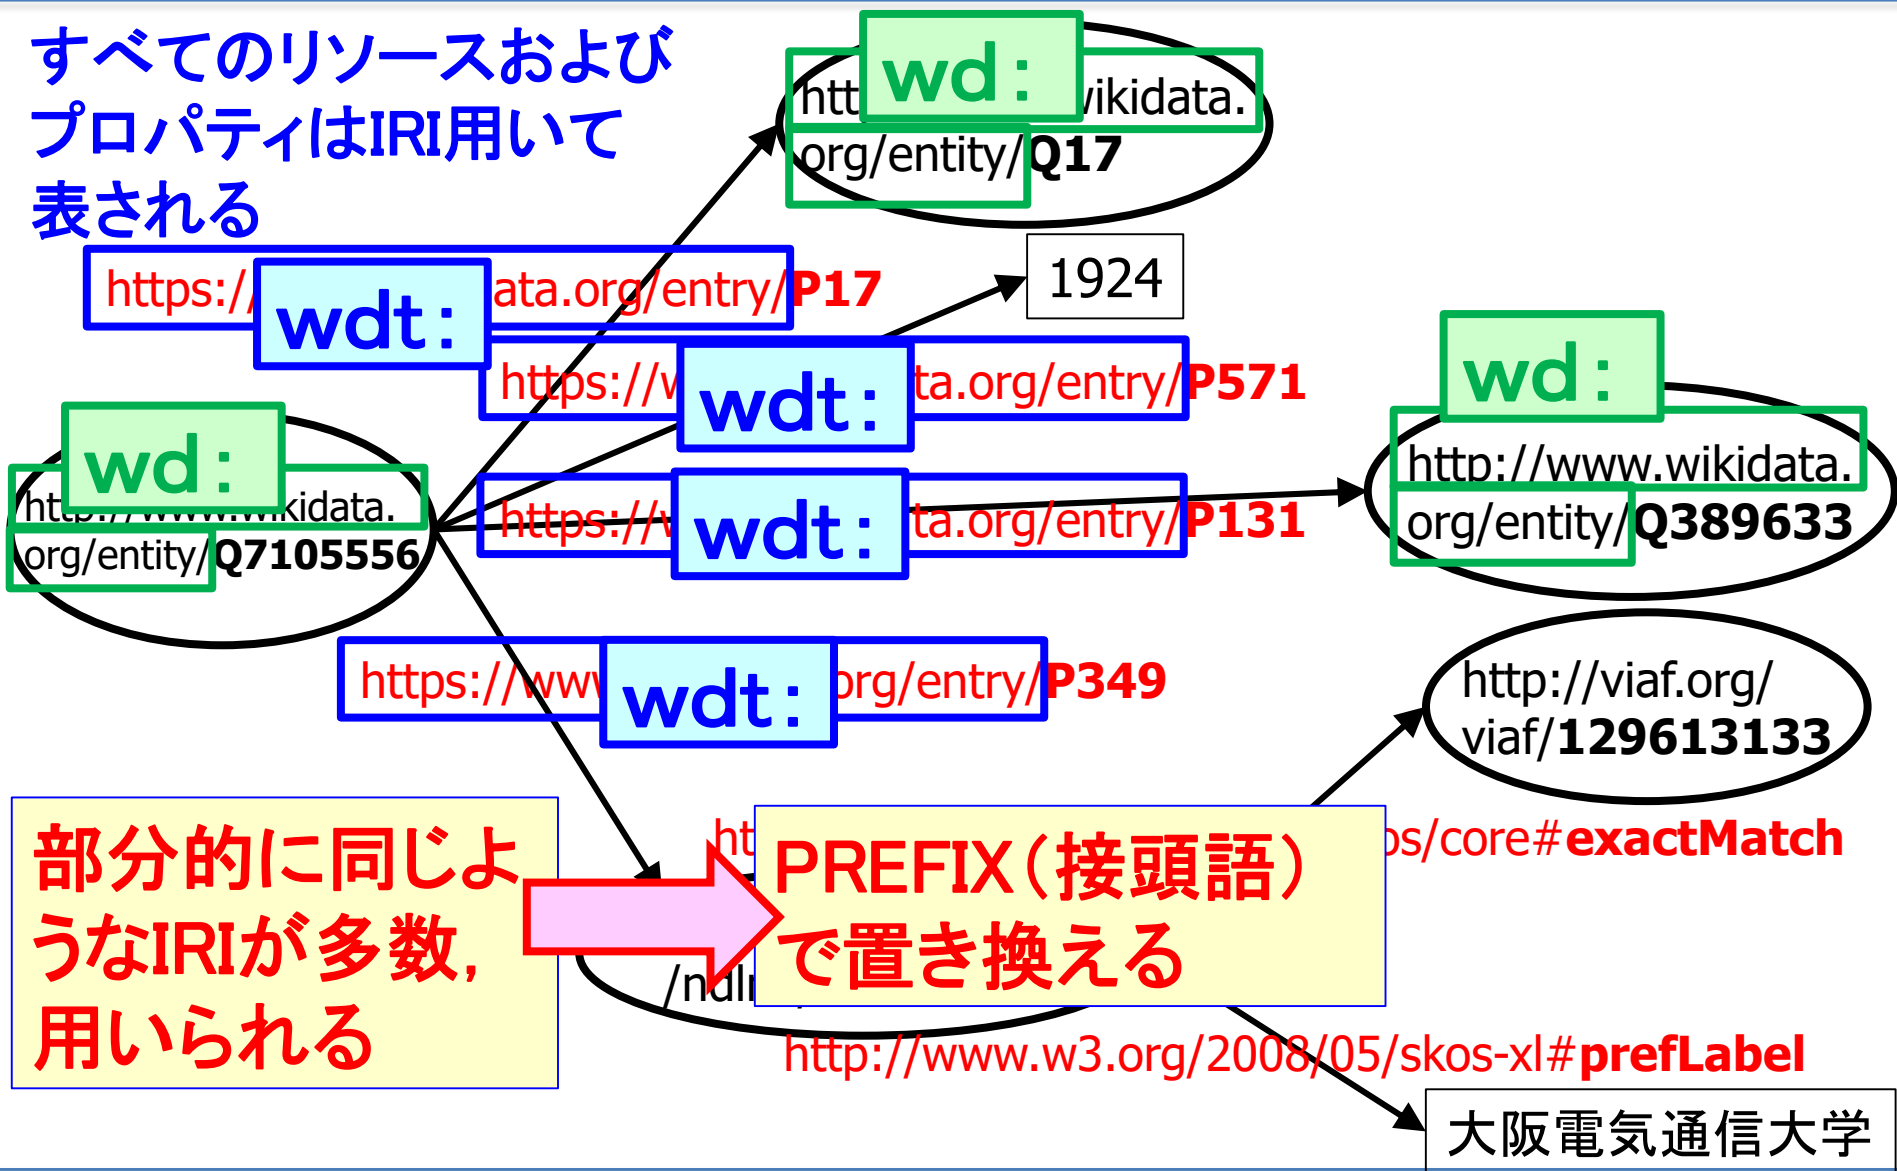 すべてのリソースおよび
プロパティはIRI用いて
表される
wd：
htt
ikidata.
org/entity/Q17
https://
ata.org/entry/P17
wdt：
1924
https://w
ta.org/entry/P571
wdt：
wd：
http://www.wikidata.
org/entity/Q389633
wd：
http://www.wikidata.
org/entity/Q7105556
https://w
ta.org/entry/P131
wdt：
https://www
org/entry/P349
wdt：
http://viaf.org/
viaf/129613133
部分的に同じよ
うなIRIが多数，
用いられる
ht
os/core#exactMatch
PREFIX（接頭語）
で置き換える
/ndl
http://www.w3.org/2008/05/skos-xl#prefLabel
大阪電気通信大学